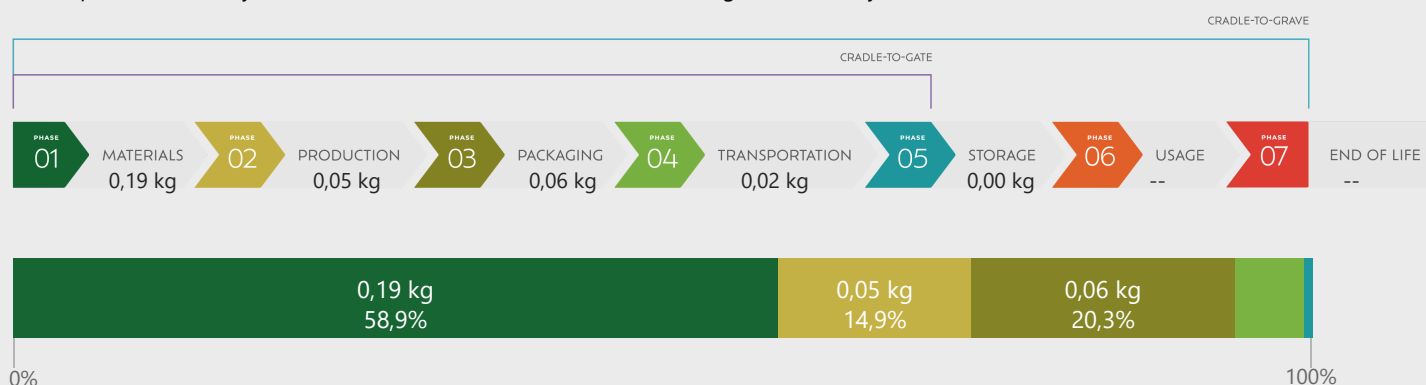 CRADLE-TO-GRAVE
CRADLE-TO-GATE
PHASE
01
MATERIALS
0,19 kg
PHASE
02
PRODUCTION
0,05 kg
PHASE
03
PACKAGING
0,06 kg
PHASE
04
TRANSPORTATION
0,02 kg
PHASE
05
STORAGE
0,00 kg
PHASE
06
USAGE
--
PHASE
07
END OF LIFE
--
0,19 kg
58,9%
0,05 kg
14,9%
0,06 kg
20,3%
0%
100%